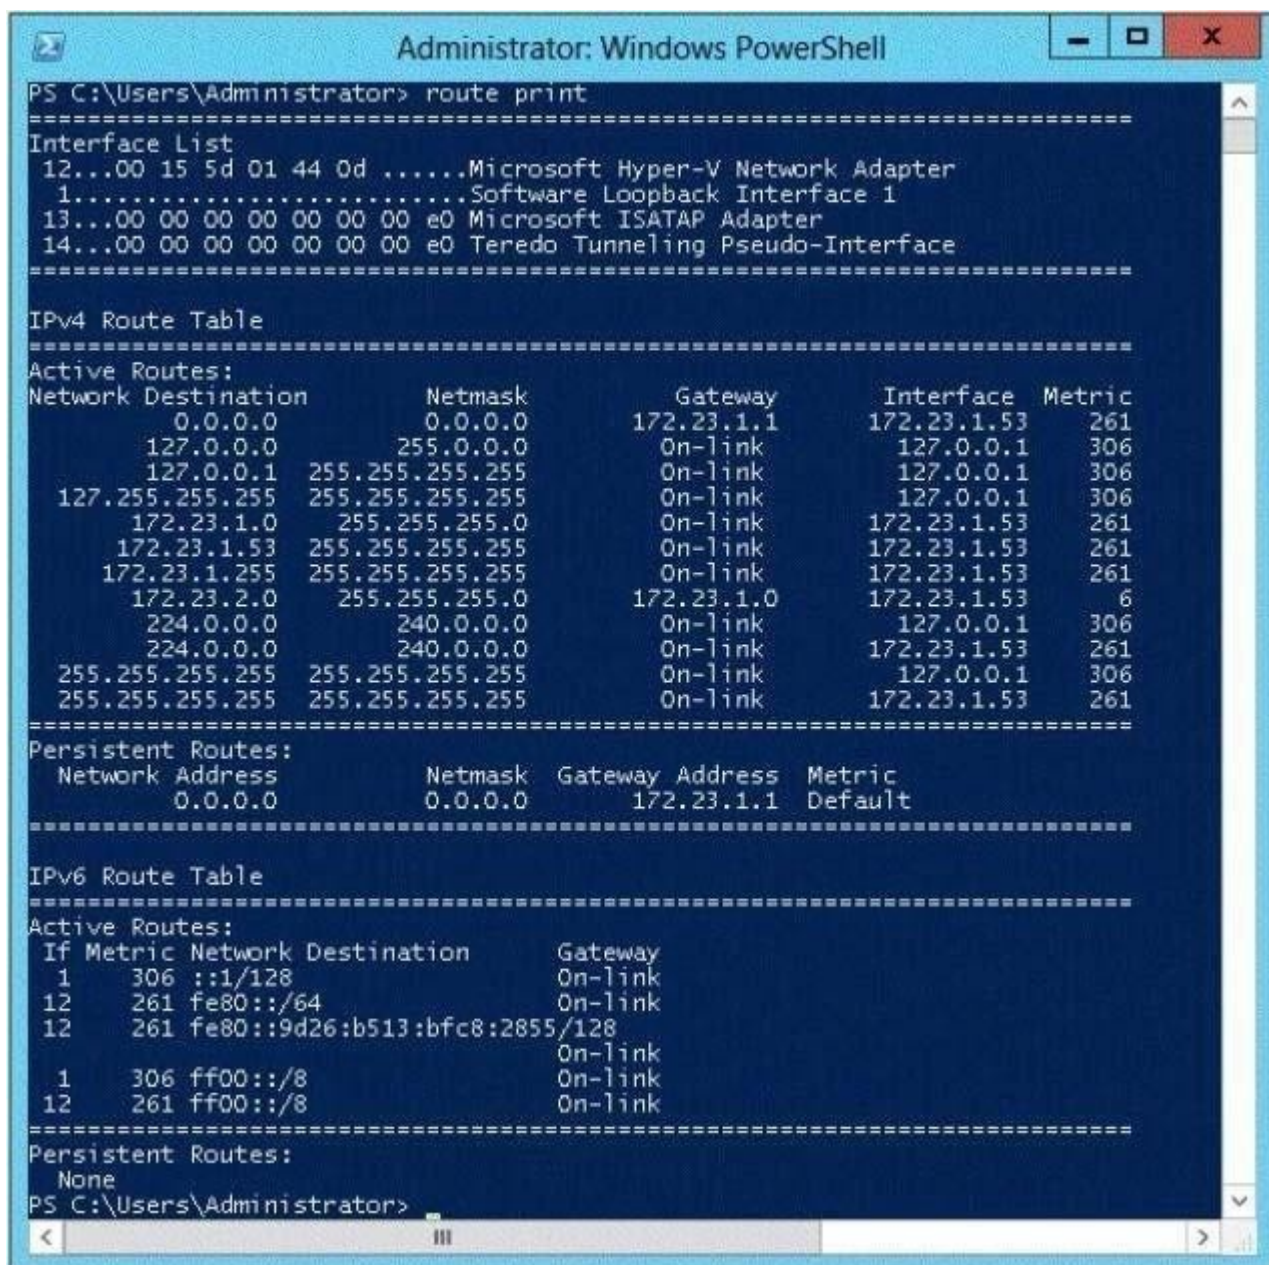 Administrator: Windows PowerShell
PS C:\Users\Administrator> route print
===========================================================================
Interface List
 12...00 15 5d 01 44 0d ......Microsoft Hyper-V Network Adapter
  1...........................Software Loopback Interface 1
 13...00 00 00 00 00 00 00 e0 Microsoft ISATAP Adapter
 14...00 00 00 00 00 00 00 e0 Teredo Tunneling Pseudo-Interface
===========================================================================
IPv4 Route Table
===========================================================================
Active Routes:
Network Destination        Netmask          Gateway       Interface  Metric
          0.0.0.0          0.0.0.0       172.23.1.1      172.23.1.53    261
        127.0.0.0        255.0.0.0         On-link         127.0.0.1    306
        127.0.0.1  255.255.255.255         On-link         127.0.0.1    306
  127.255.255.255  255.255.255.255         On-link         127.0.0.1    306
       172.23.1.0    255.255.255.0         On-link       172.23.1.53    261
      172.23.1.53  255.255.255.255         On-link       172.23.1.53    261
     172.23.1.255  255.255.255.255         On-link       172.23.1.53    261
       172.23.2.0    255.255.255.0       172.23.1.0      172.23.1.53      6
        224.0.0.0        240.0.0.0         On-link         127.0.0.1    306
        224.0.0.0        240.0.0.0         On-link       172.23.1.53    261
  255.255.255.255  255.255.255.255         On-link         127.0.0.1    306
  255.255.255.255  255.255.255.255         On-link       172.23.1.53    261
===========================================================================
Persistent Routes:
  Network Address          Netmask  Gateway Address  Metric
          0.0.0.0          0.0.0.0       172.23.1.1  Default
===========================================================================
IPv6 Route Table
===========================================================================
Active Routes:
 If Metric Network Destination      Gateway
  1    306 ::1/128                  On-link
 12    261 fe80::/64                On-link
 12    261 fe80::9d26:b513:bfc8:2855/128
                                    On-link
  1    306 ff00::/8                 On-link
 12    261 ff00::/8                 On-link
===========================================================================
Persistent Routes:
  None
PS C:\Users\Administrator>